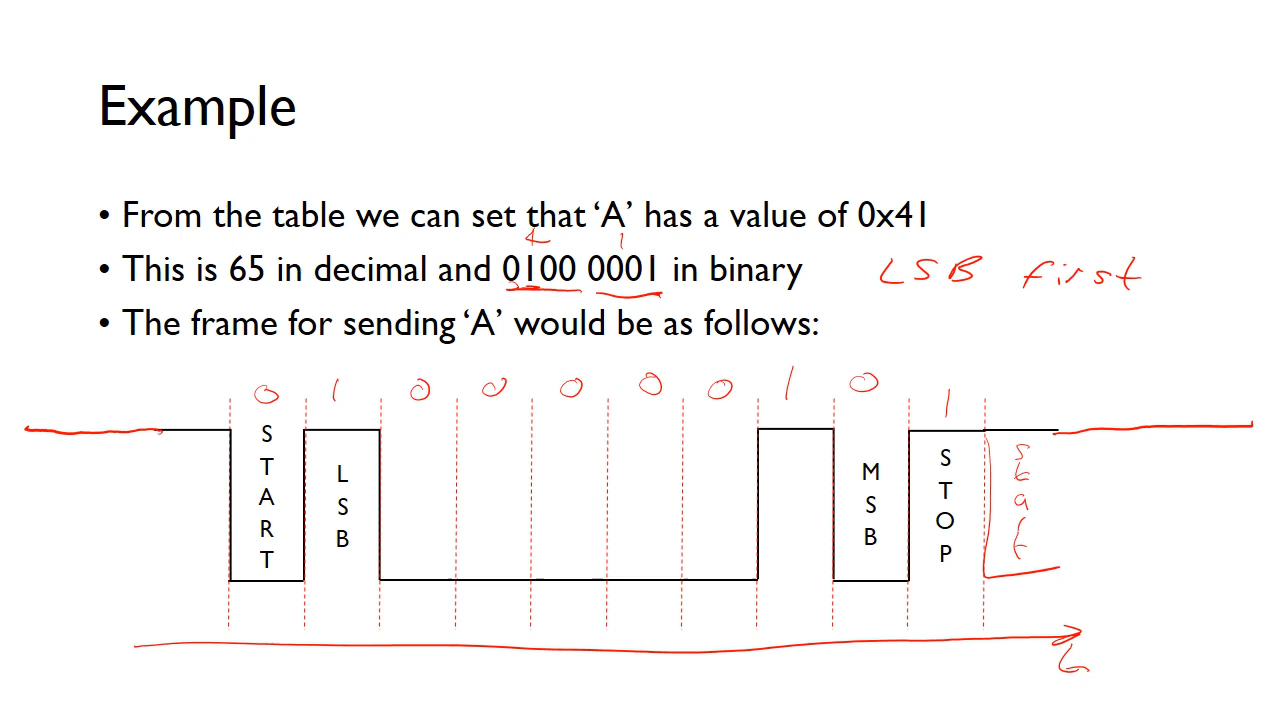 Example
• From the table we can set that ‘A’ has a value of 0x41
4 1
• This is 65 in decimal and 0100 0001 in binary LSB first
• The frame for sending ‘A’ would be as follows:
0 1 0 0 0 0 0 1 0 1
START
LSB
MSB
STOP
start
t